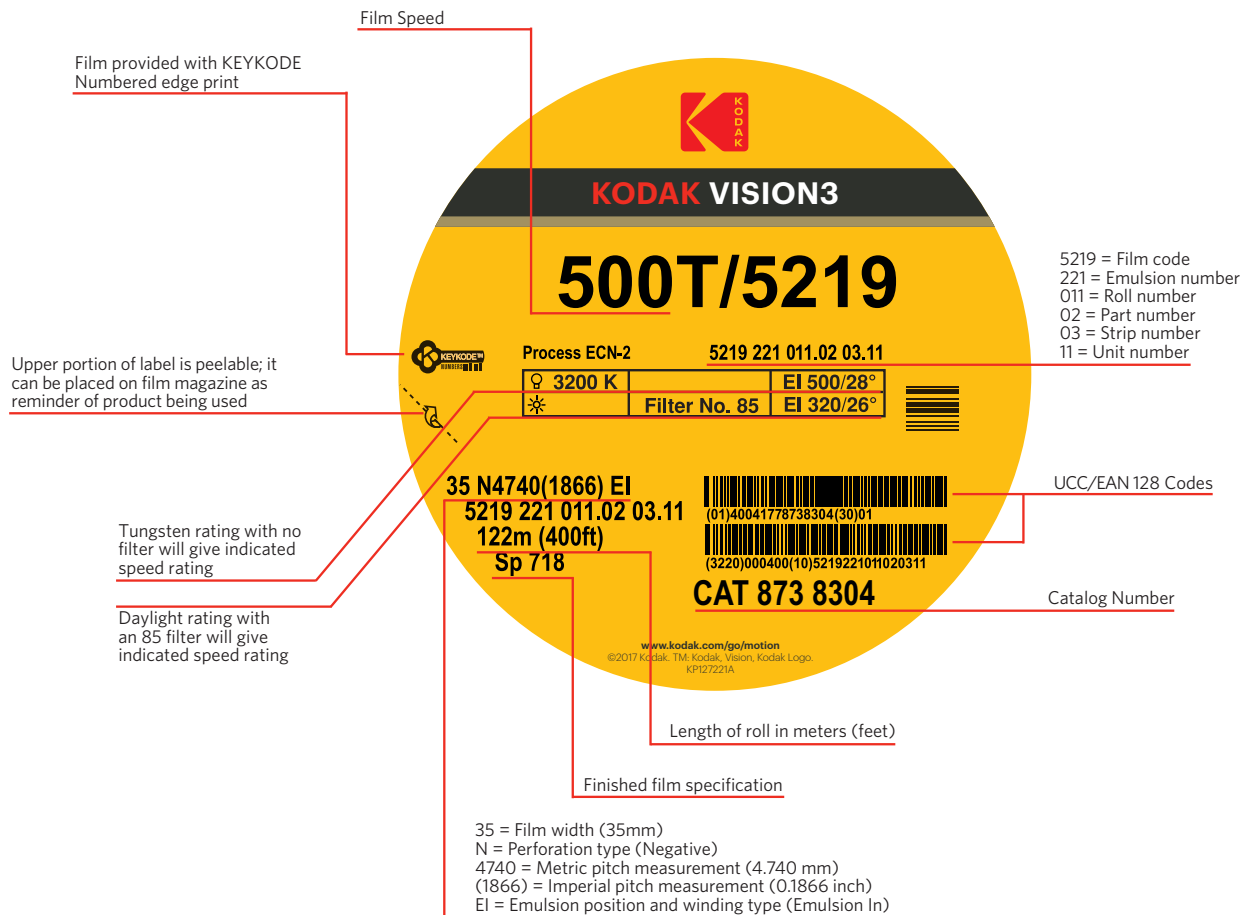 Film Speed
Film provided with KEYKODE
Numbered edge print
KODAK
KODAK VISION3
500T/5219
5219 = Film code
221 = Emulsion number
011 = Roll number
02 = Part number
03 = Strip number
11 = Unit number
KEYKODE™
NUMBERS
Process ECN-2
5219 221 011.02 03.11
3200 K
EI 500/28°
Filter No. 85
EI 320/26°
Upper portion of label is peelable; it
can be placed on film magazine as
reminder of product being used
35 N4740(1866) EI
5219 221 011.02 03.11
122m (400ft)
Sp 718
(01)40041778738304(30)01
(3220)000400(10)52192211011020311
CAT 873 8304
UCC/EAN 128 Codes
Catalog Number
Tungsten rating with no
filter will give indicated
speed rating
Daylight rating with
an 85 filter will give
indicated speed rating
www.kodak.com/go/motion
©2017 Kodak. TM: Kodak, Vision, Kodak Logo.
KP127221A
Length of roll in meters (feet)
Finished film specification
35 = Film width (35mm)
N = Perforation type (Negative)
4740 = Metric pitch measurement (4.740 mm)
(1866) = Imperial pitch measurement (0.1866 inch)
EI = Emulsion position and winding type (Emulsion In)